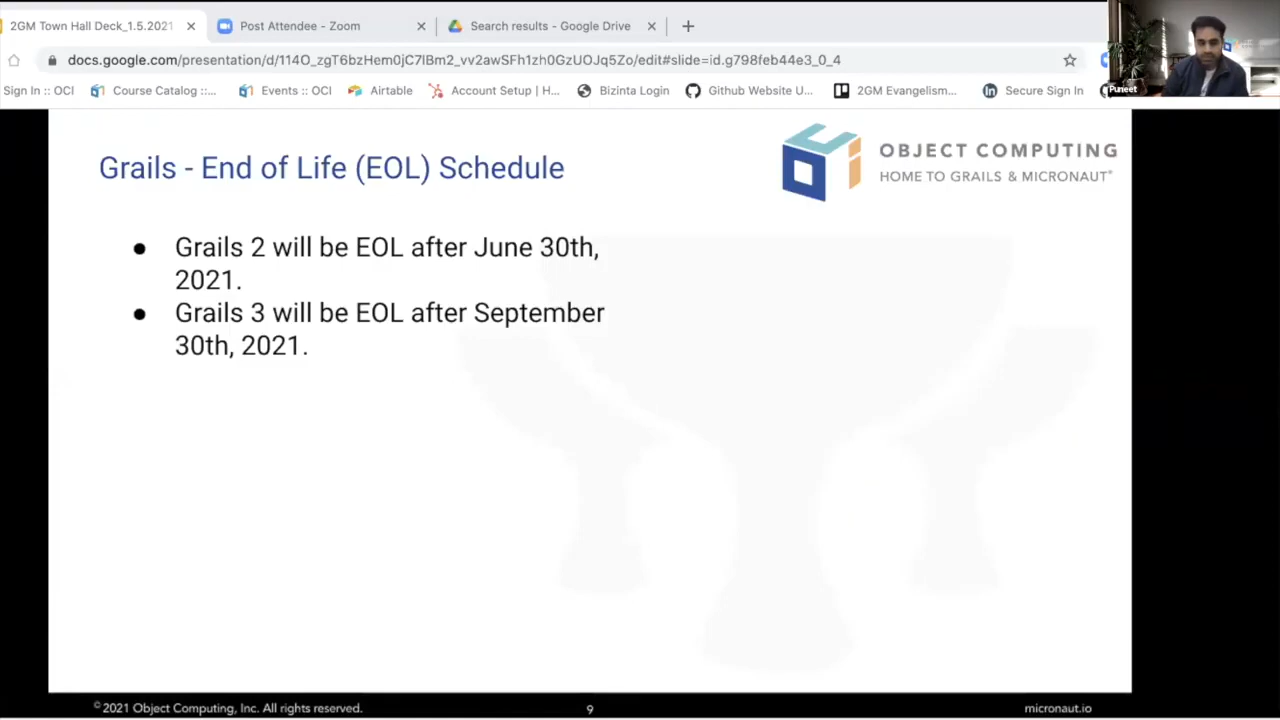 2GM Town Hall Deck_1.5.2021
Post Attendee - Zoom
Search results - Google Drive
docs.google.com/presentation/d/114O_zgT6bzHem0jC7lBm2_vv2awSFh1zh0GzUOJq5Zo/edit#slide=id.g798feb44e3_0_4
Sign In :: OCI
Course Catalog ::...
Events :: OCI
Airtable
Account Setup | H...
Bizinta Login
Github Website U...
2GM Evangelism...
Secure Sign In
Puneet
Grails - End of Life (EOL) Schedule
OBJECT COMPUTING
HOME TO GRAILS & MICRONAUT®
● Grails 2 will be EOL after June 30th,
2021.
● Grails 3 will be EOL after September
30th, 2021.
©2021 Object Computing, Inc. All rights reserved.
9
micronaut.io